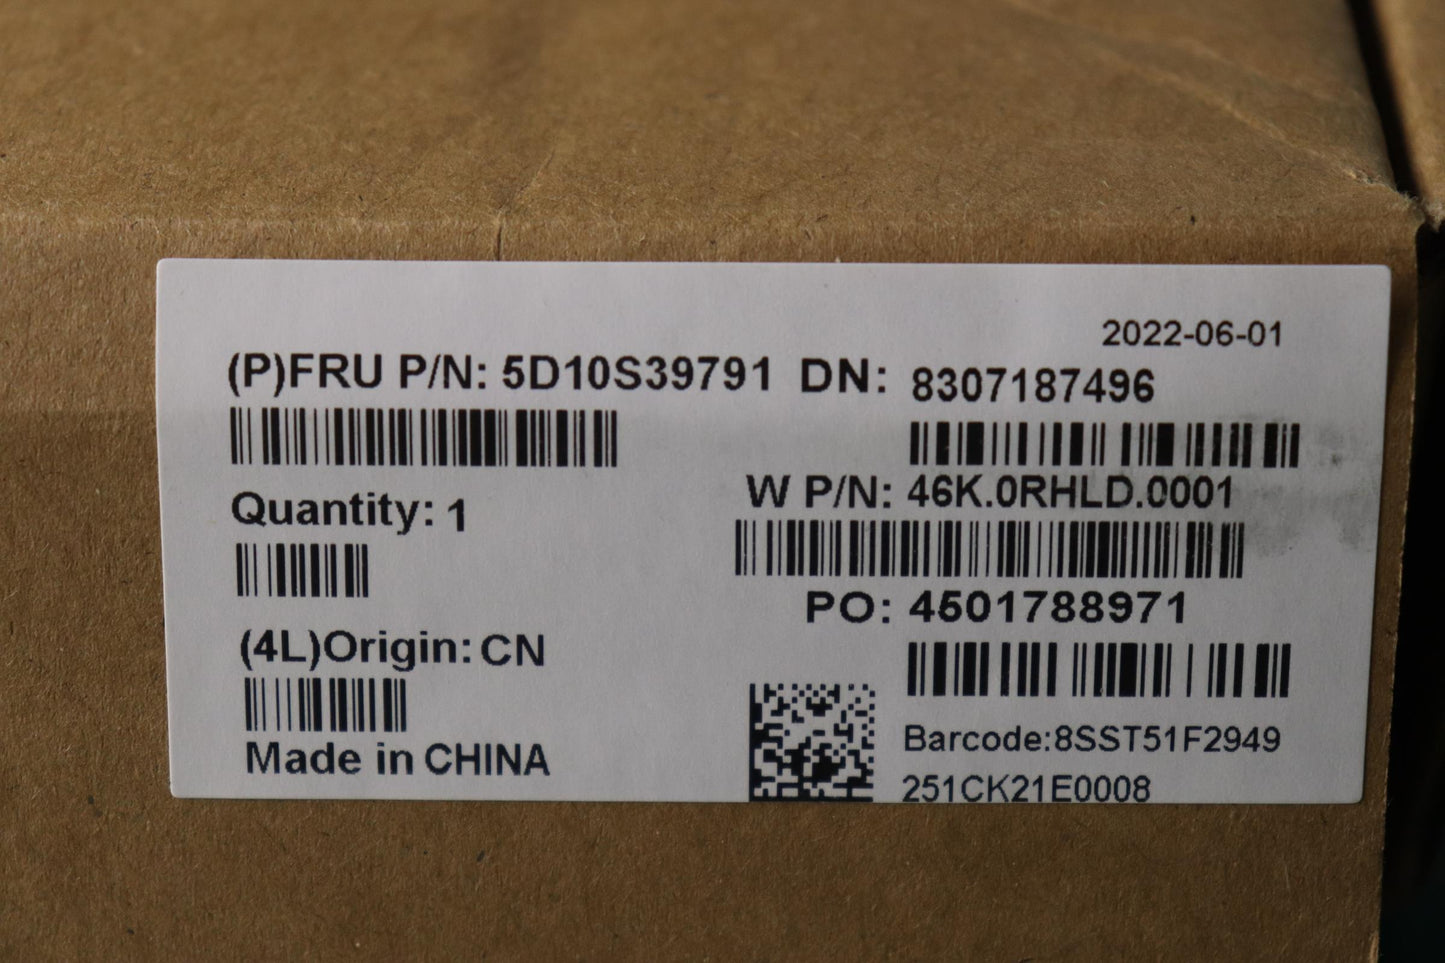 2022-06-01
(P)FRU P/N: 5D10S39791 DN: 8307187496
W P/N: 46K.0RHLD.0001
Quantity: 1
PO: 4501788971
(4L)Origin: CN
Barcode:8SST51F2949
Made in CHINA
251CK21E0008